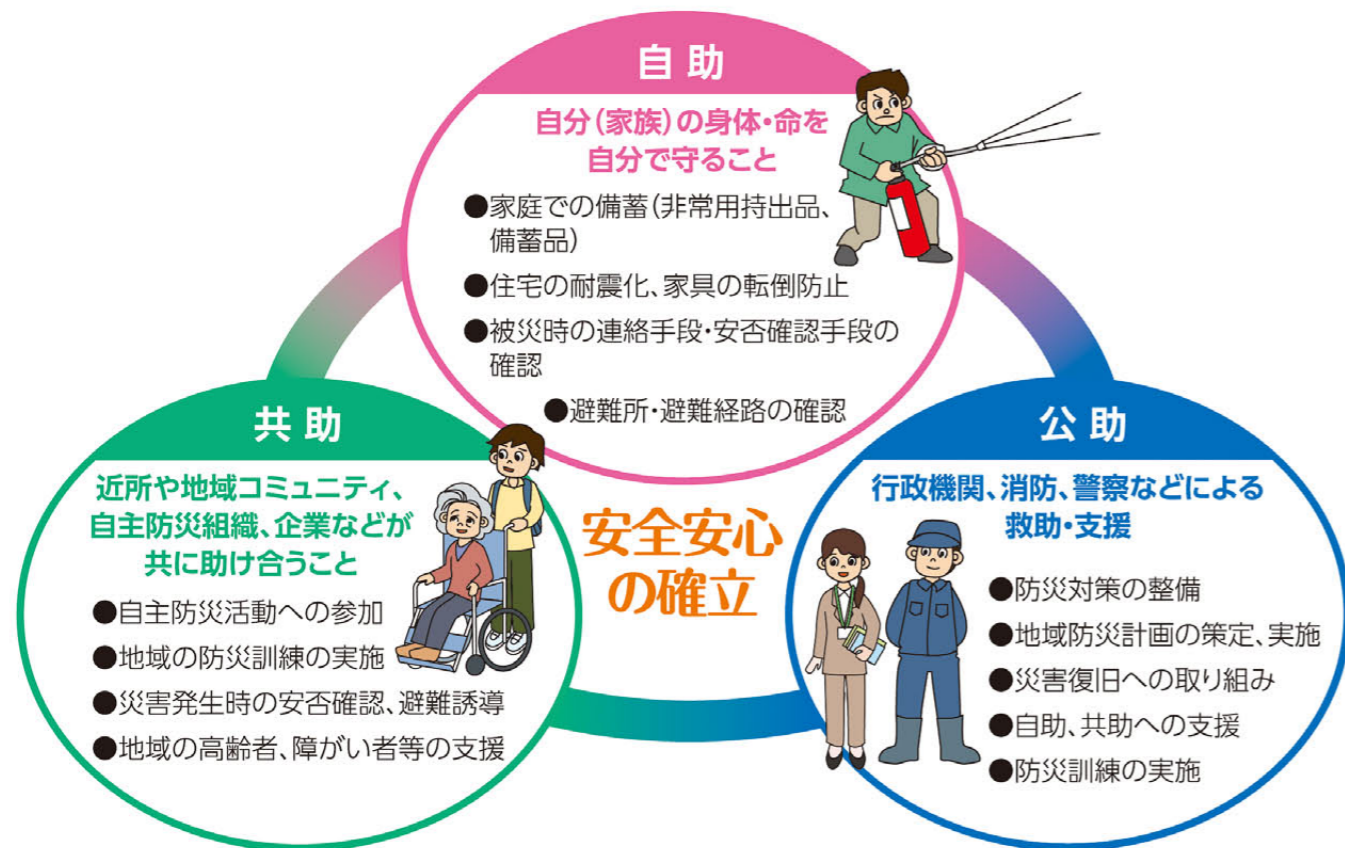 自助
自分(家族)の身体・命を
自分で守ること
●家庭での備蓄(非常用持出品、
備蓄品)
●住宅の耐震化、家具の転倒防止
●被災時の連絡手段・安否確認手段の
確認
●避難所・避難経路の確認
共助
近所や地域コミュニティ、
自主防災組織、企業などが
共に助け合うこと
●自主防災活動への参加
●地域の防災訓練の実施
●災害発生時の安否確認、避難誘導
●地域の高齢者、障がい者等の支援
安全安心
の確立
公助
行政機関、消防、警察などによる
救助・支援
●防災対策の整備
●地域防災計画の策定、実施
●災害復旧への取り組み
●自助、共助への支援
●防災訓練の実施